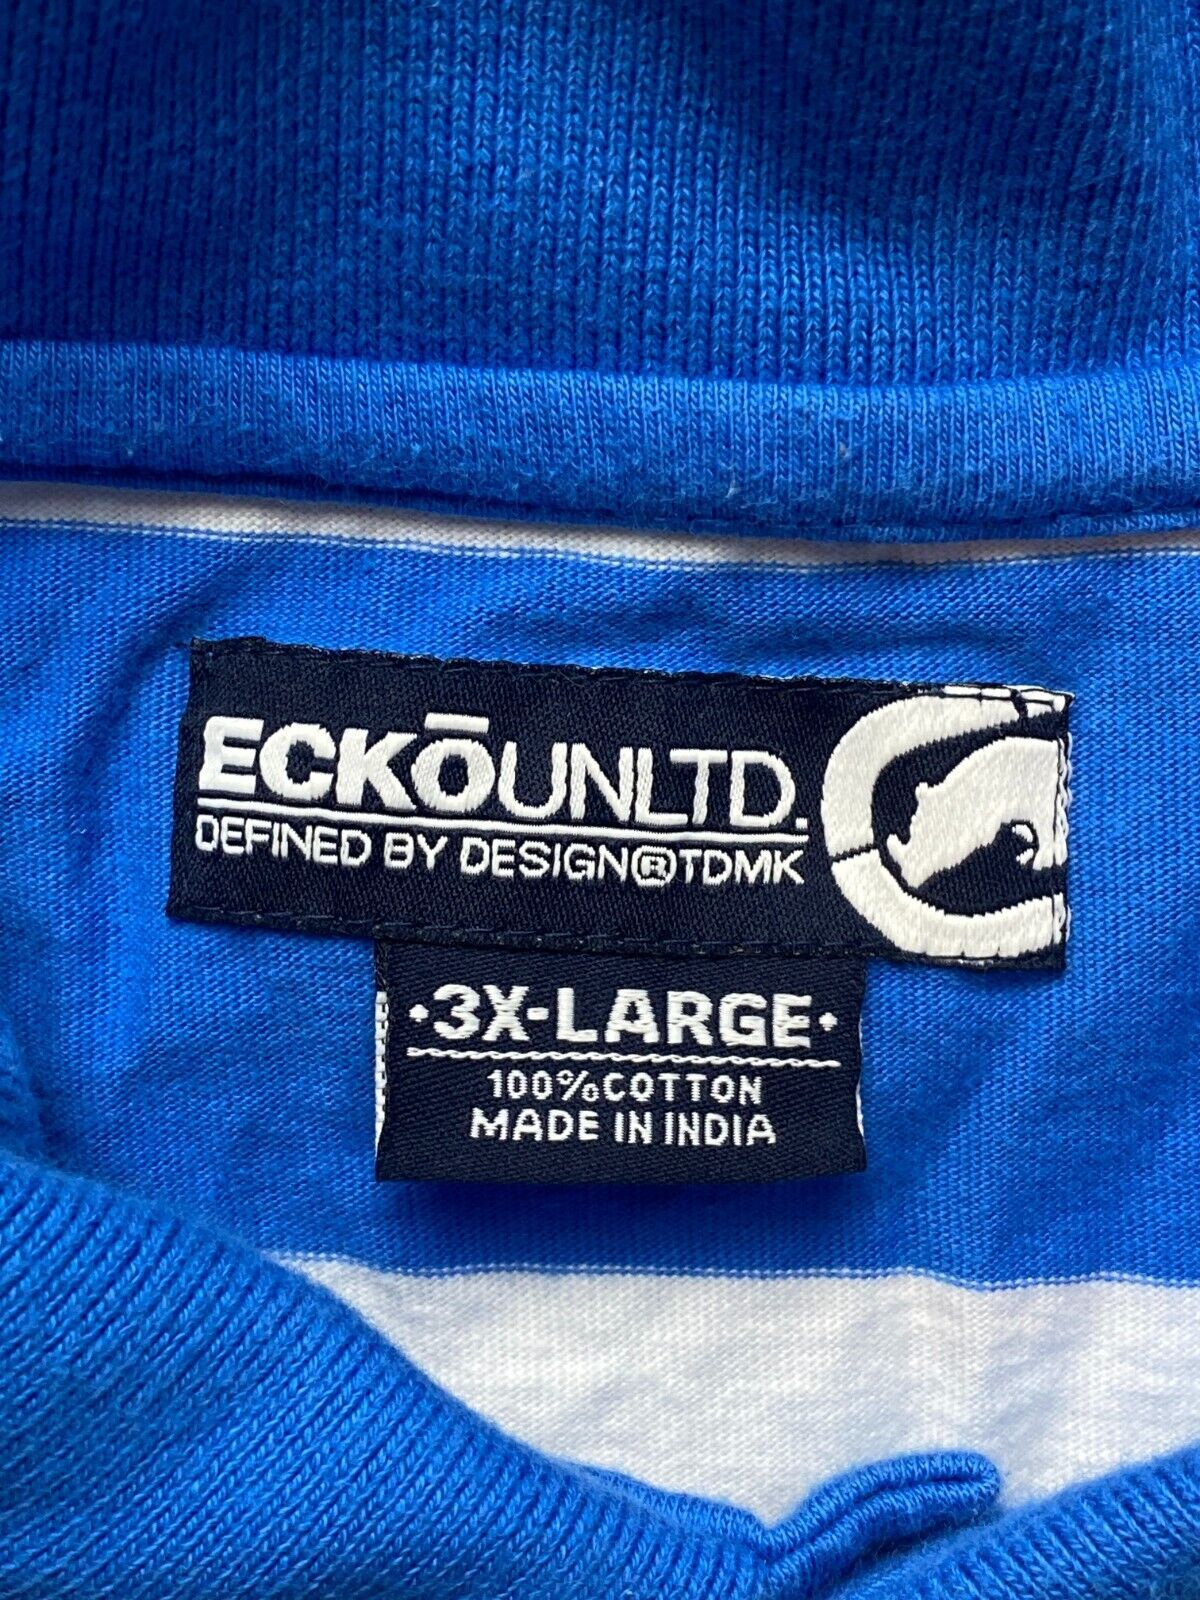 ECKŌUNLTD.
DEFINED BY DESIGN®TDMK
•3X-LARGE•
100%COTTON
MADE IN INDIA